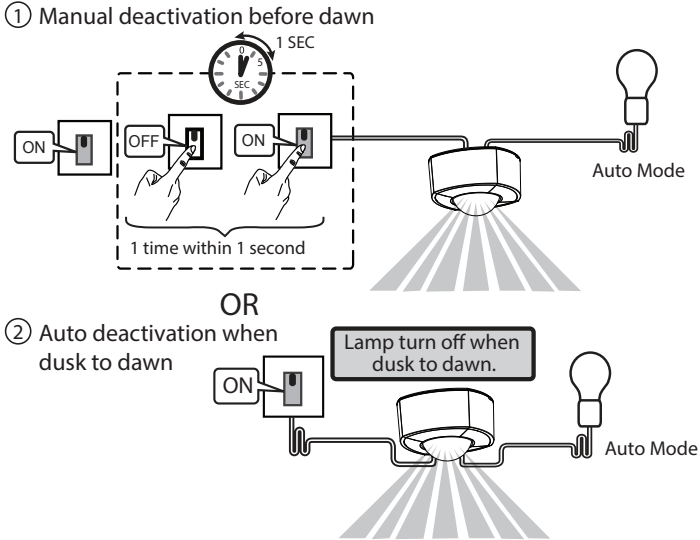 ① Manual deactivation before dawn
1 SEC
0
5
SEC
ON
OFF
ON
1 time within 1 second
Auto Mode
OR
② Auto deactivation when
dusk to dawn
Lamp turn off when
dusk to dawn.
ON
Auto Mode